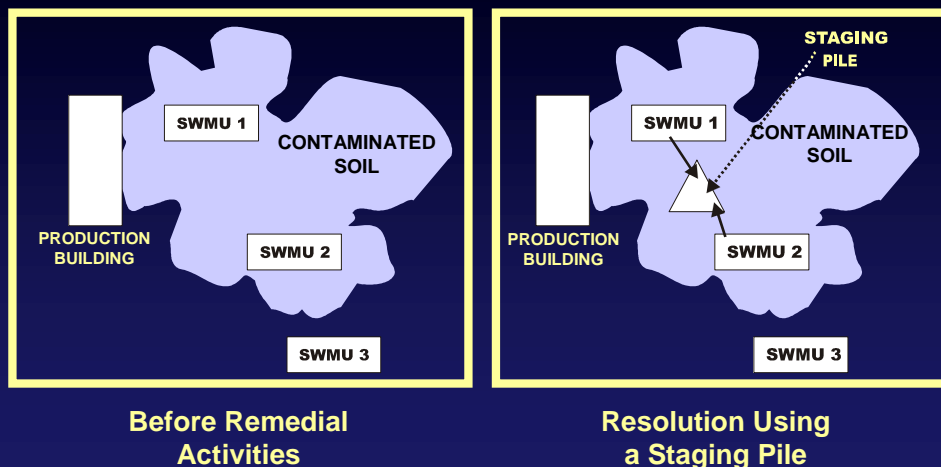 SWMU 1
CONTAMINATED
SOIL
PRODUCTION
BUILDING
SWMU 2
SWMU 3
Before Remedial
Activities
STAGING
PILE
SWMU 1
CONTAMINATED
SOIL
PRODUCTION
BUILDING
SWMU 2
SWMU 3
Resolution Using
a Staging Pile